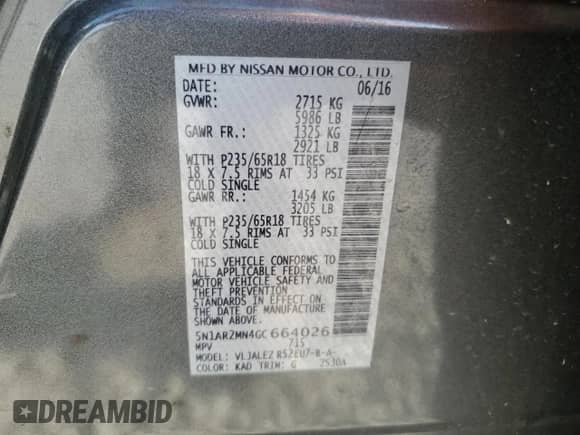 MFD BY NISSAN MOTOR CO., LTD.
DATE: 06/16
GVWR: 2715 KG
5986 LB
GAWR FR.: 1325 KG
2921 LB
WITH P235/65R18 TIRES
18 X 7.5 RIMS AT 33 PSI
COLD SINGLE
GAWR RR.: 1454 KG
3205 LB
WITH P235/65R18 TIRES
18 X 7.5 RIMS AT 33 PSI
COLD SINGLE
THIS VEHICLE CONFORMS TO
ALL APPLICABLE FEDERAL
MOTOR VEHICLE SAFETY AND
THEFT PREVENTION
STANDARDS IN EFFECT ON
THE DATE OF MANUFACTURE
SHOWN ABOVE.
5N1AR2MN4GC664026
MPV 715
MODEL: VLJALEZ R52EU7-B-A-
COLOR: KAD TRIM: G 2530A
DREAMBID